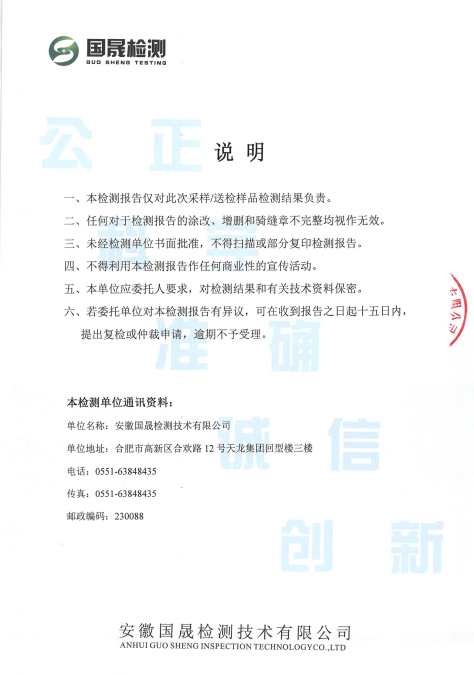 国晟检测
GUO SHENG TESTING
公正
说 明
一、本检测报告仅对此次采样/送检样品检测结果负责。
二、任何对于检测报告的涂改、增删和骑缝章不完整均视作无效。
科学
三、未经检测单位书面批准，不得扫描或部分复印检测报告。
四、不得利用本检测报告作任何商业性的宣传活动。
五、本单位应委托人要求，对检测结果和有关技术资料保密。
六、若委托单位对本检测报告有异议，可在收到报告之日起十五日内，
提出复检或仲裁申请，逾期不予受理。
准确
本检测单位通讯资料：
单位名称：安徽国晟检测技术有限公司
诚信
单位地址：合肥市高新区合欢路 12 号天龙集团回型楼三楼
电话：0551-63848435
传真：0551-63848435
邮政编码：230088
创新
安徽国晟检测技术有限公司
ANHUI GUO SHENG INSPECTION TECHNOLOGYCO.,LTD